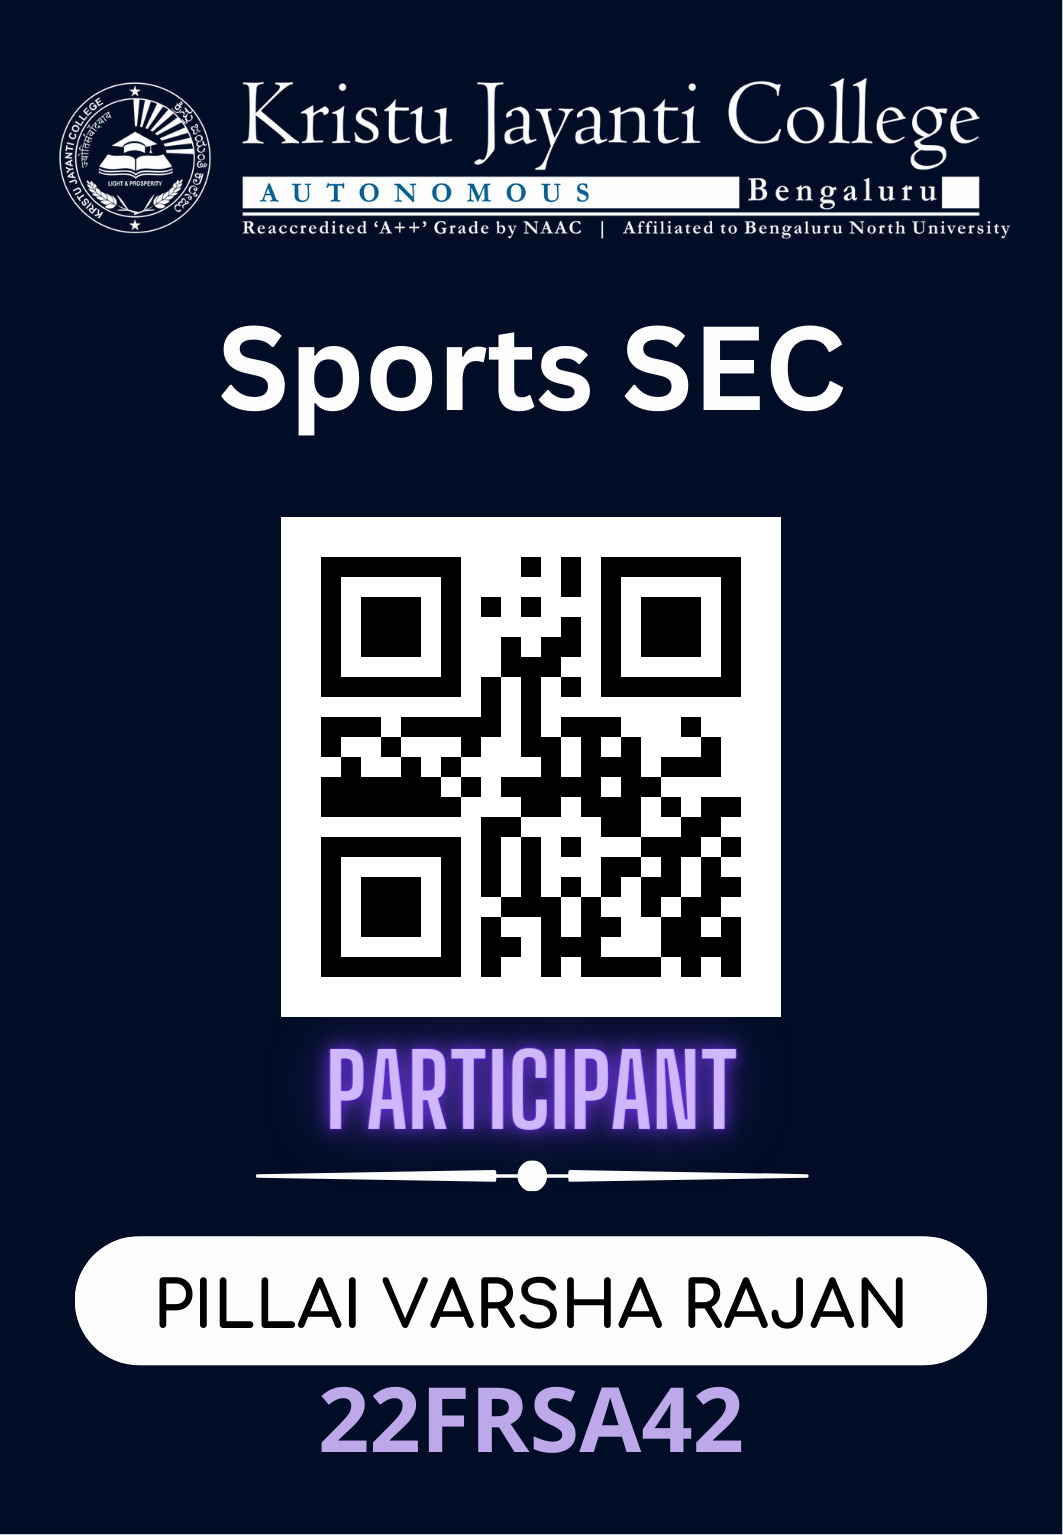 KRISTU JAYANTI COLLEGE
LIGHT & PROSPERITY
Kristu Jayanti College
AUTONOMOUS Bengaluru
Reaccredited ‘A++’ Grade by NAAC | Affiliated to Bengaluru North University
Sports SEC
PARTICIPANT
PILLAI VARSHA RAJAN
22FRSA42